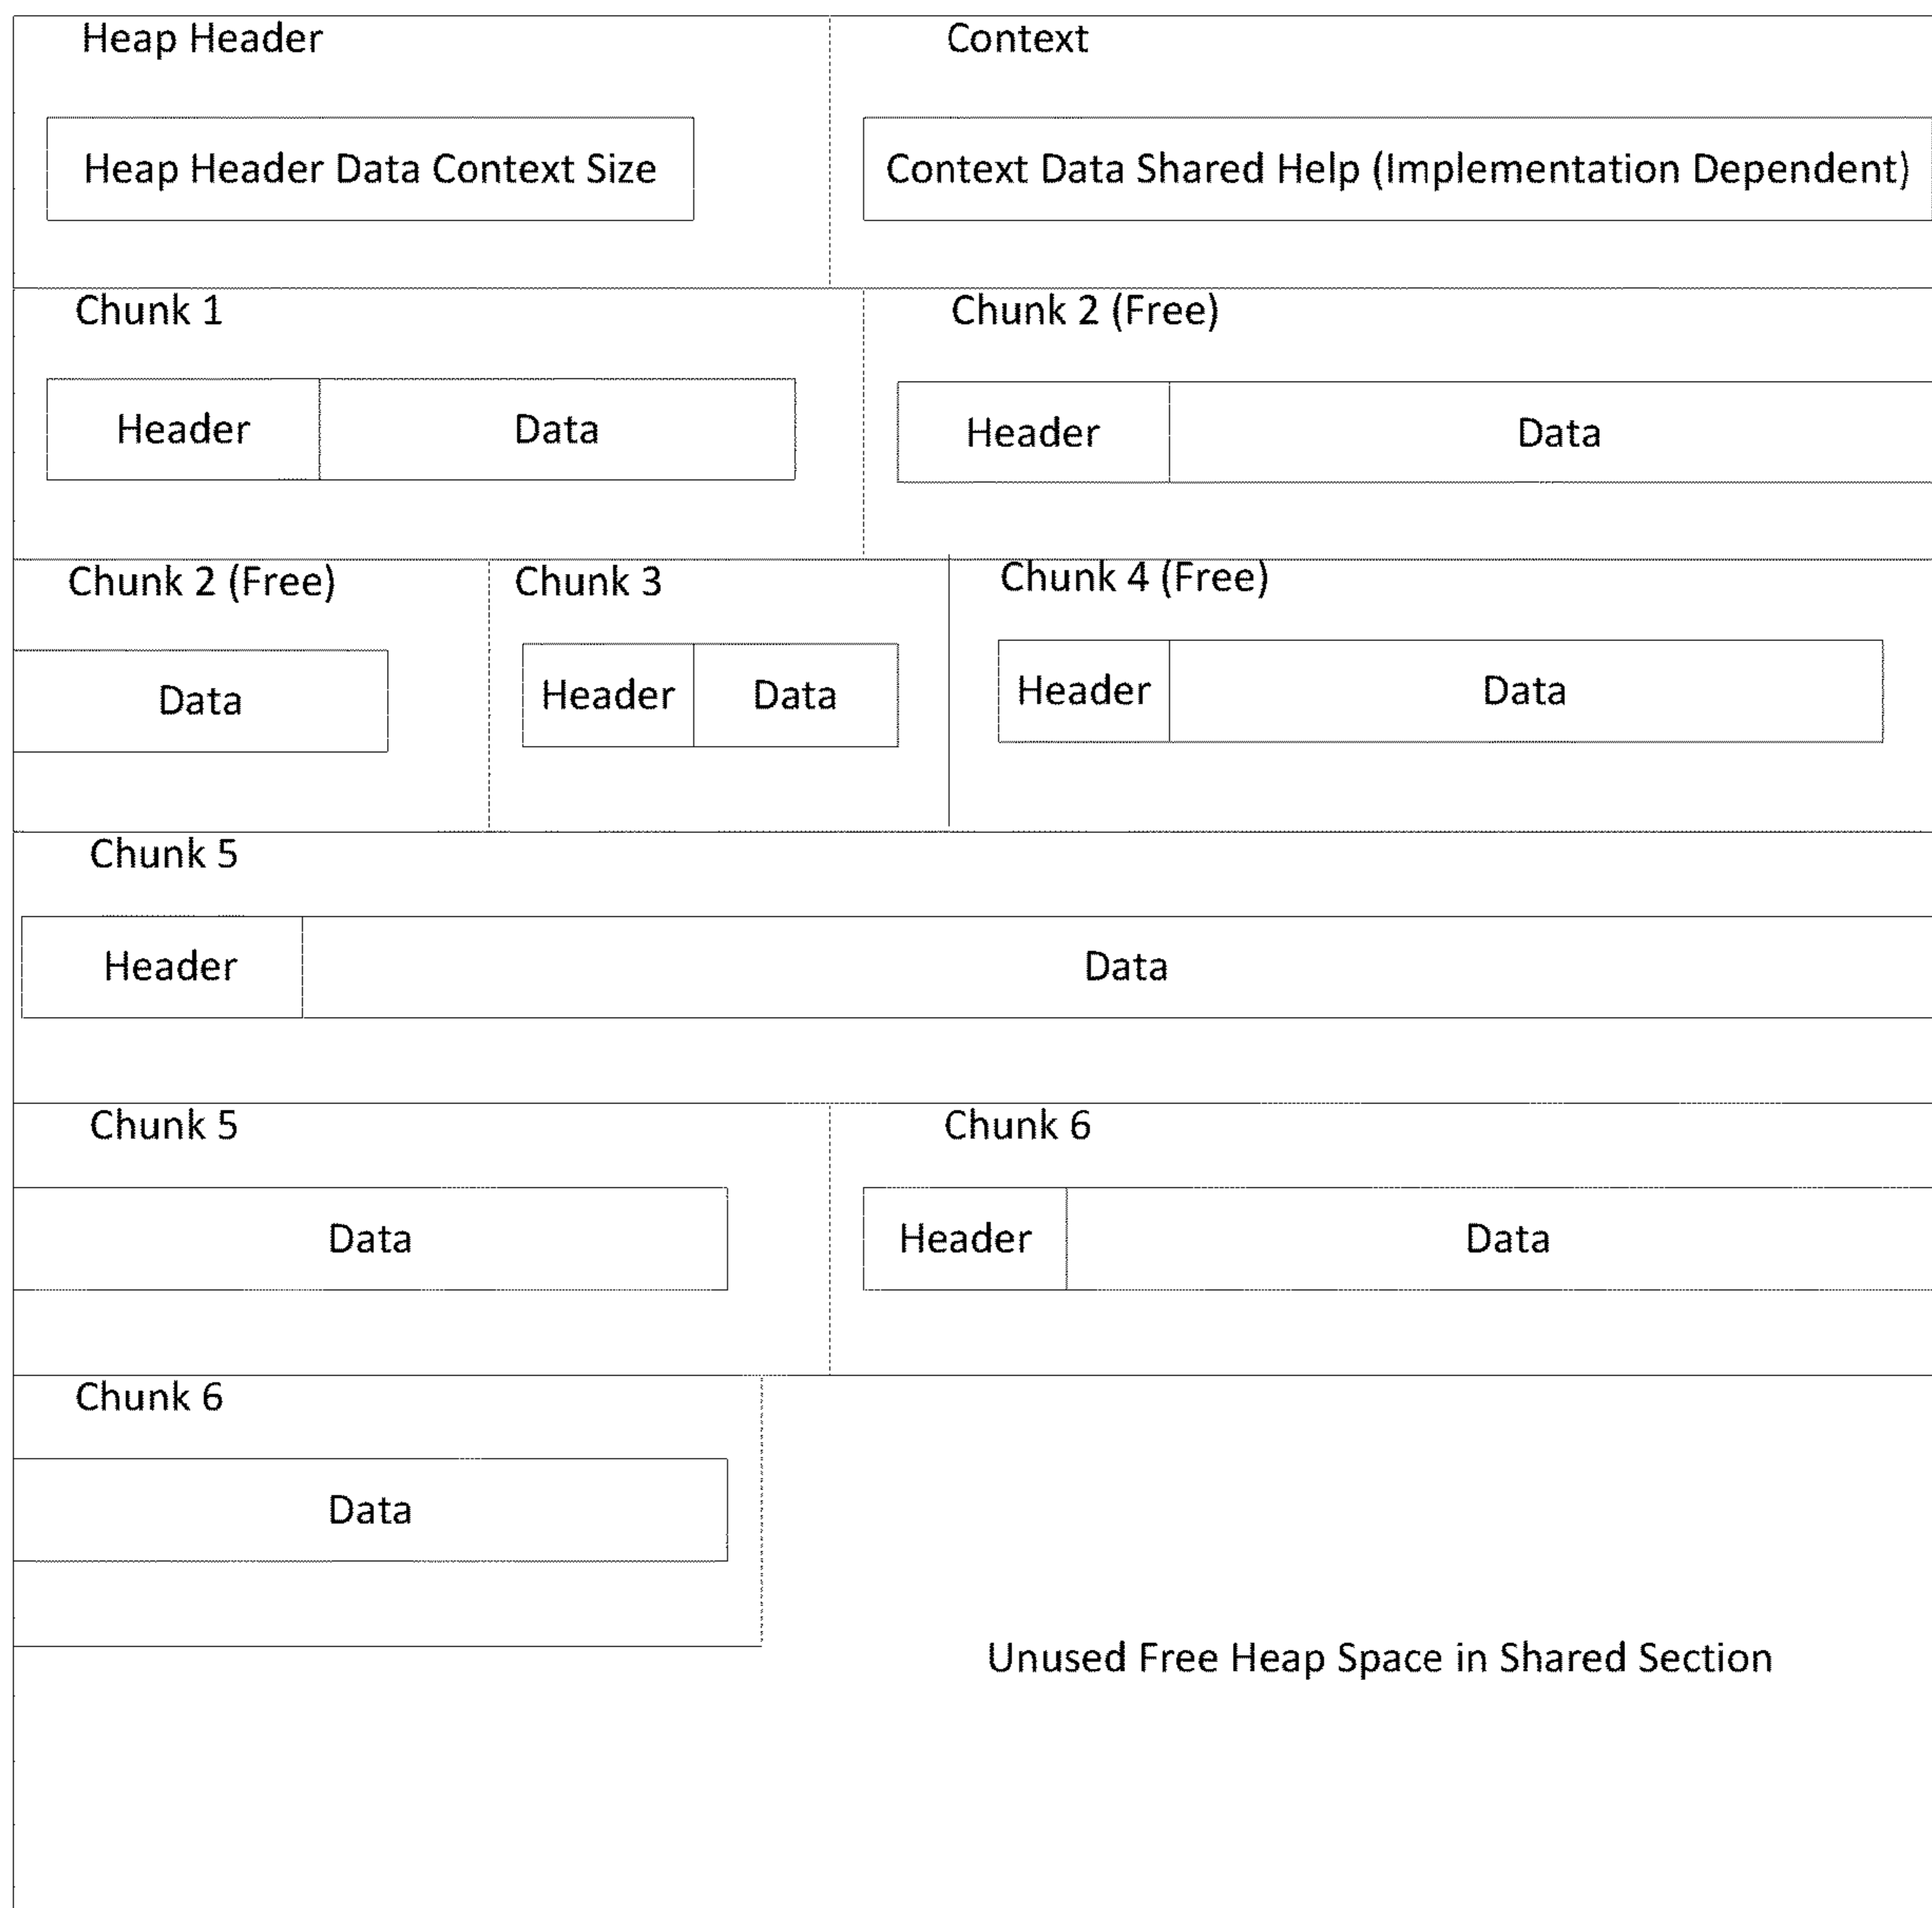 Heap Header
Context
Heap Header Data Context Size
Context Data Shared Help (Implementation Dependent)
Chunk 1
Chunk 2 (Free)
Header
Data
Header
Data
Chunk 2 (Free)
Chunk 3
Chunk 4 (Free)
Data
Header
Data
Header
Data
Chunk 5
Header
Data
Chunk 5
Chunk 6
Data
Header
Data
Chunk 6
Data
Unused Free Heap Space in Shared Section